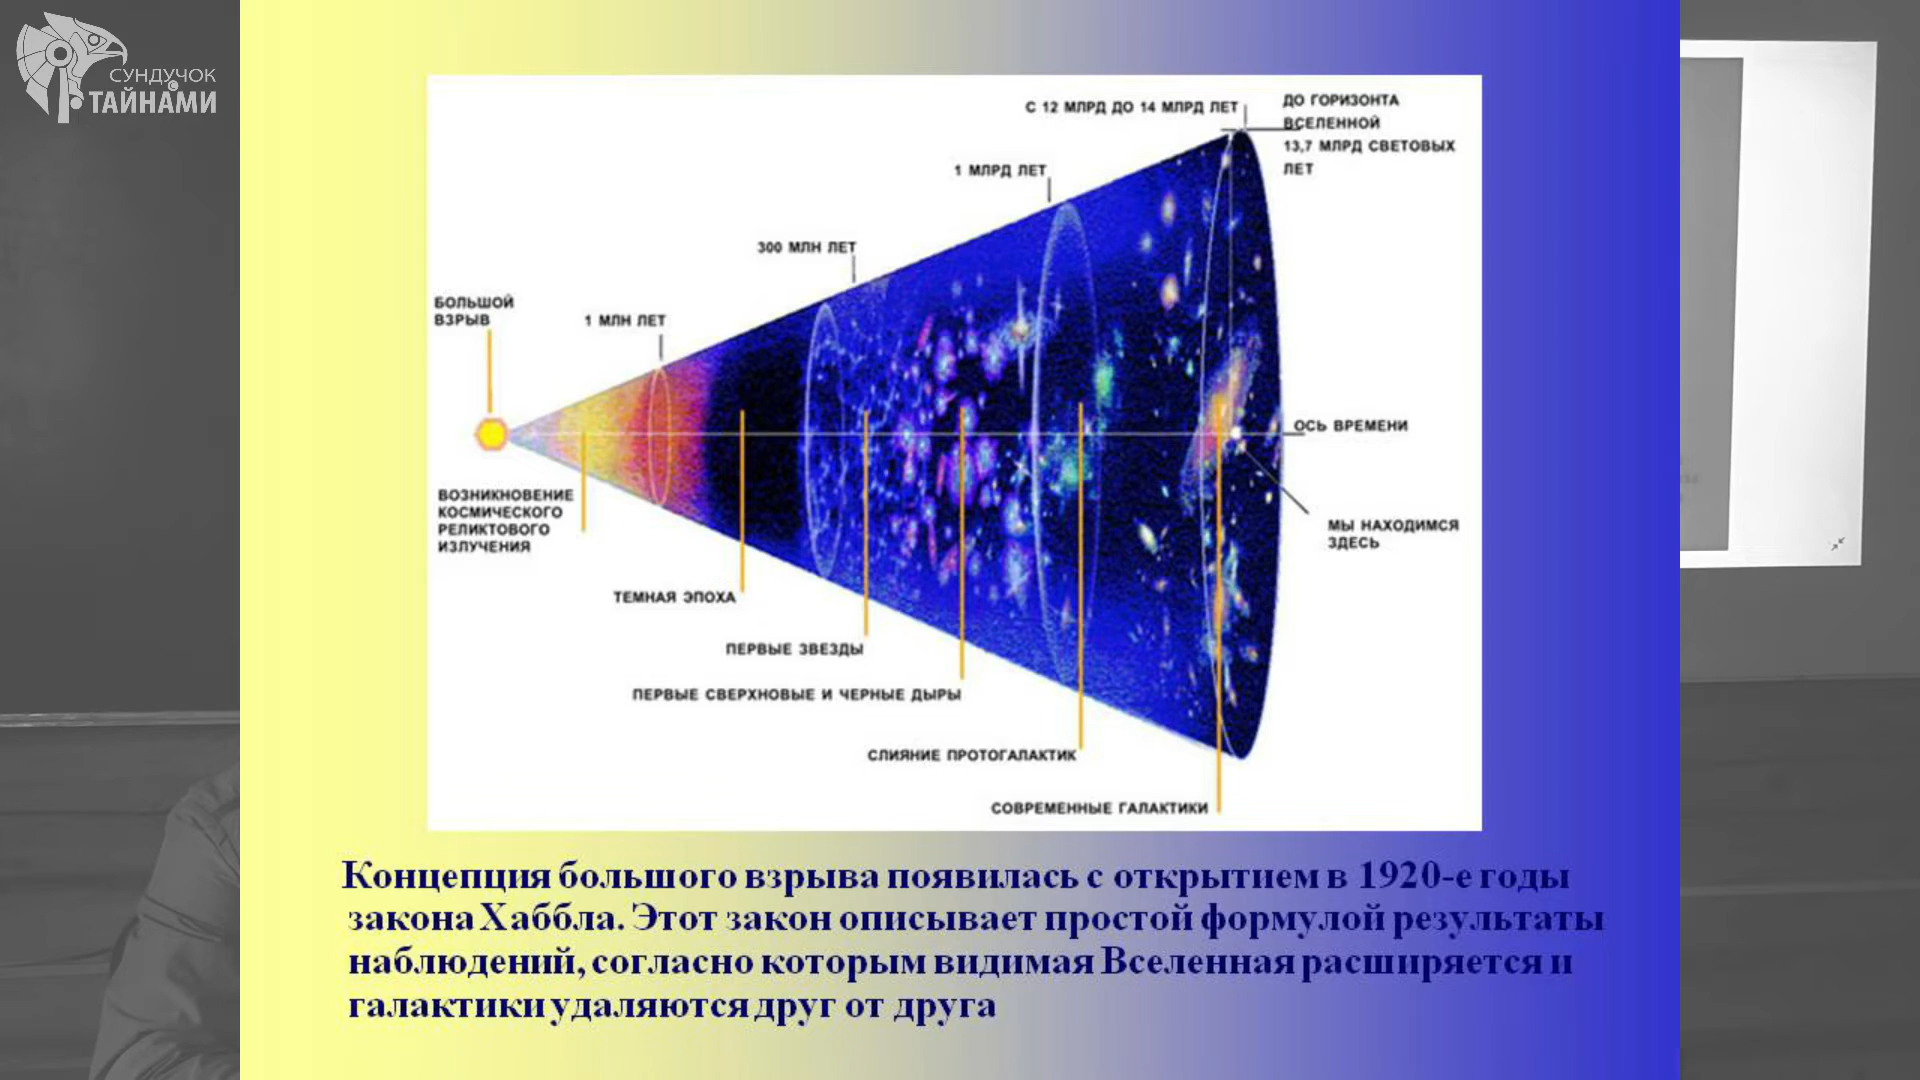 СУНДУЧОК
С ТАЙНАМИ
С 12 МЛРД ДО 14 МЛРД ЛЕТ
ДО ГОРИЗОНТА
ВСЕЛЕННОЙ
13,7 МЛРД СВЕТОВЫХ
ЛЕТ
1 МЛРД ЛЕТ
300 МЛН ЛЕТ
БОЛЬШОЙ
ВЗРЫВ
1 МЛН ЛЕТ
ОСЬ ВРЕМЕНИ
ВОЗНИКНОВЕНИЕ
КОСМИЧЕСКОГО
РЕЛИКТОВОГО
ИЗЛУЧЕНИЯ
МЫ НАХОДИМСЯ
ЗДЕСЬ
ТЕМНАЯ ЭПОХА
ПЕРВЫЕ ЗВЕЗДЫ
ПЕРВЫЕ СВЕРХНОВЫЕ И ЧЕРНЫЕ ДЫРЫ
СЛИЯНИЕ ПРОТОГАЛАКТИК
СОВРЕМЕННЫЕ ГАЛАКТИКИ
Концепция большого взрыва появилась с открытием в 1920-е годы
закона Хаббла. Этот закон описывает простой формулой результаты
наблюдений, согласно которым видимая Вселенная расширяется и
галактики удаляются друг от друга